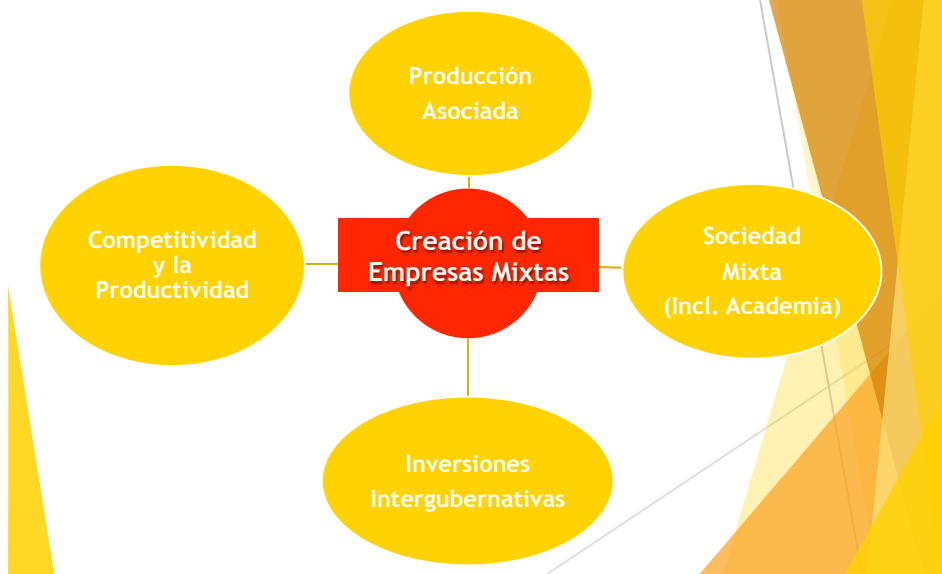 Producción
Asociada
Competitividad
y la
Productividad
Creación de
Empresas Mixtas
Sociedad
Mixta
(Incl. Academia)
Inversiones
Intergubernativas